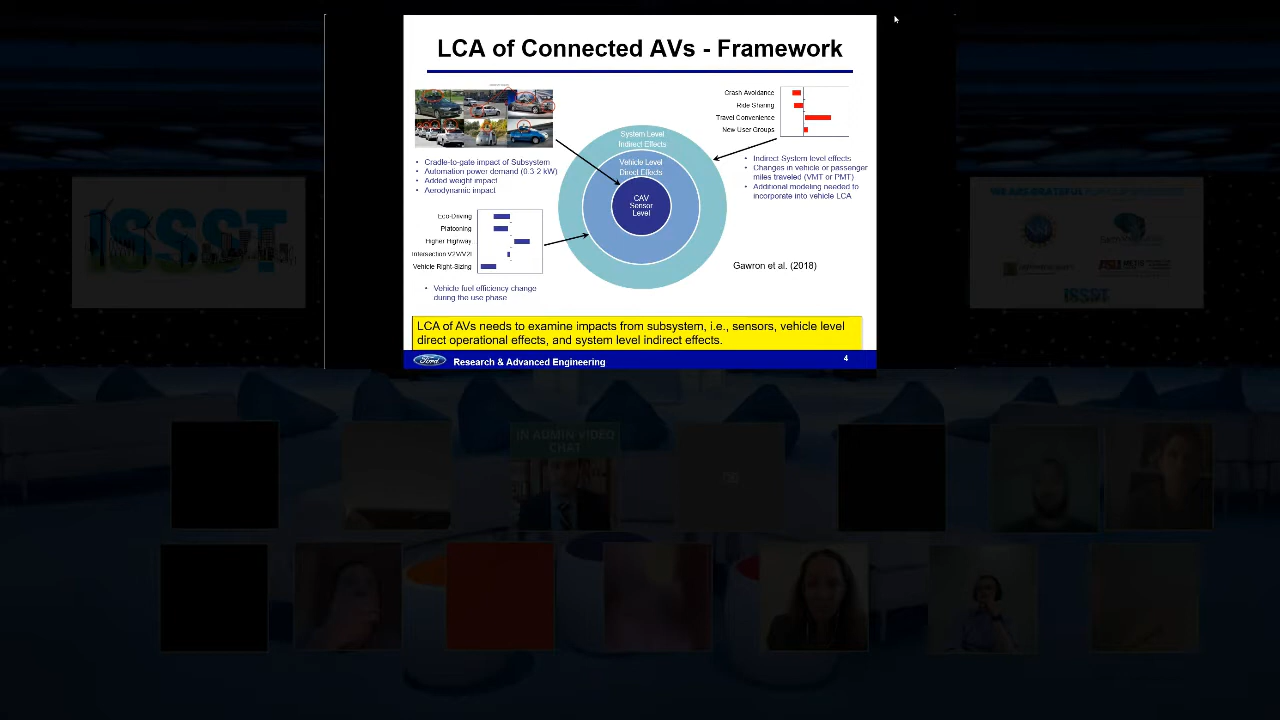 LCA of Connected AVs - Framework
Crash Avoidance
Ride Sharing
Travel Convenience
New User Groups
System Level
Indirect Effects
Vehicle Level
Direct Effects
CAV
Sensor
Level
• Cradle-to-gate impact of Subsystem
• Automation power demand (0.3 2 kW)
• Added weight impact
• Aerodynamic impact
• Indirect System level effects
• Changes in vehicle or passenger
miles traveled (VMT or PMT)
• Additional modeling needed to
incorporate into vehicle LCA
Eco-Driving
Platooning
Higher Highway
Intersection V2V/V2I
Vehicle Right-Sizing
• Vehicle fuel efficiency change
during the use phase
Gawron et al. (2018)
LCA of AVs needs to examine impacts from subsystem, i.e., sensors, vehicle level
direct operational effects, and system level indirect effects.
Ford
Research & Advanced Engineering
4
ISSST
ISSST
IN ADMIN VIDEO
CHAT